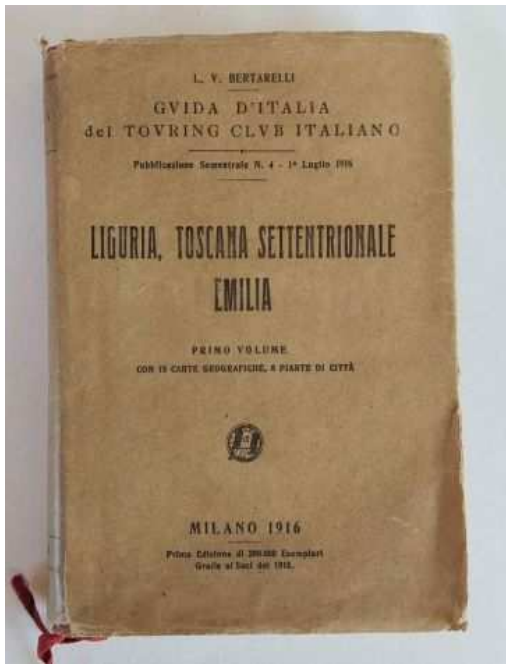 L. V. BERTARELLI
GVIDA D'ITALIA
del TOVRING CLVB ITALIANO
Pubblicazione Semestrale N. 4 - 1° Luglio 1916
LIGURIA, TOSCANA SETTENTRIONALE
EMILIA
PRIMO VOLUME
CON 15 CARTE GEOGRAFICHE, 8 PIANTE DI CITTÀ
MILANO 1916
Prima Edizione di Esemplari
Gratis ai Soci del 1916.